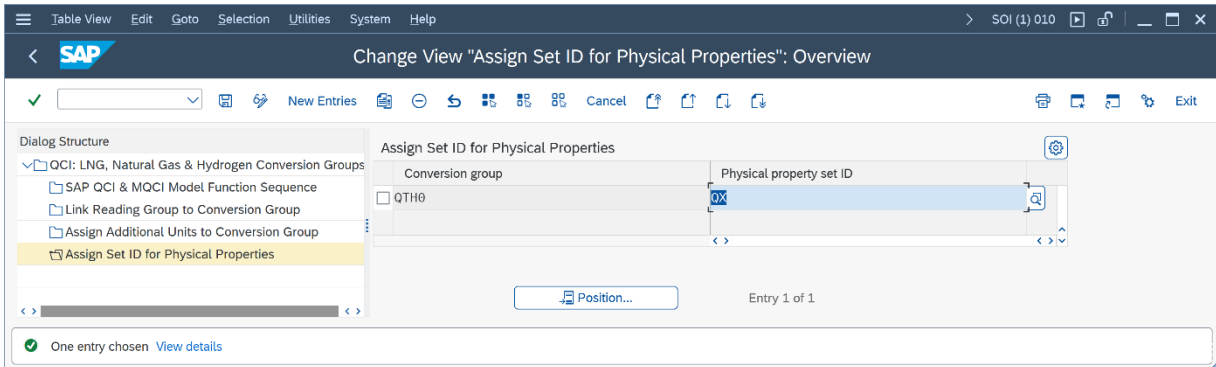 Table View Edit Goto Selection Utilities System Help SOI (1) 010
SAP Change View "Assign Set ID for Physical Properties": Overview
New Entries Cancel Exit
Dialog Structure
QCI: LNG, Natural Gas & Hydrogen Conversion Groups
SAP QCI & MQCI Model Function Sequence
Link Reading Group to Conversion Group
Assign Additional Units to Conversion Group
Assign Set ID for Physical Properties
Assign Set ID for Physical Properties
Conversion group Physical property set ID
QTH0 QX
Position... Entry 1 of 1
One entry chosen View details